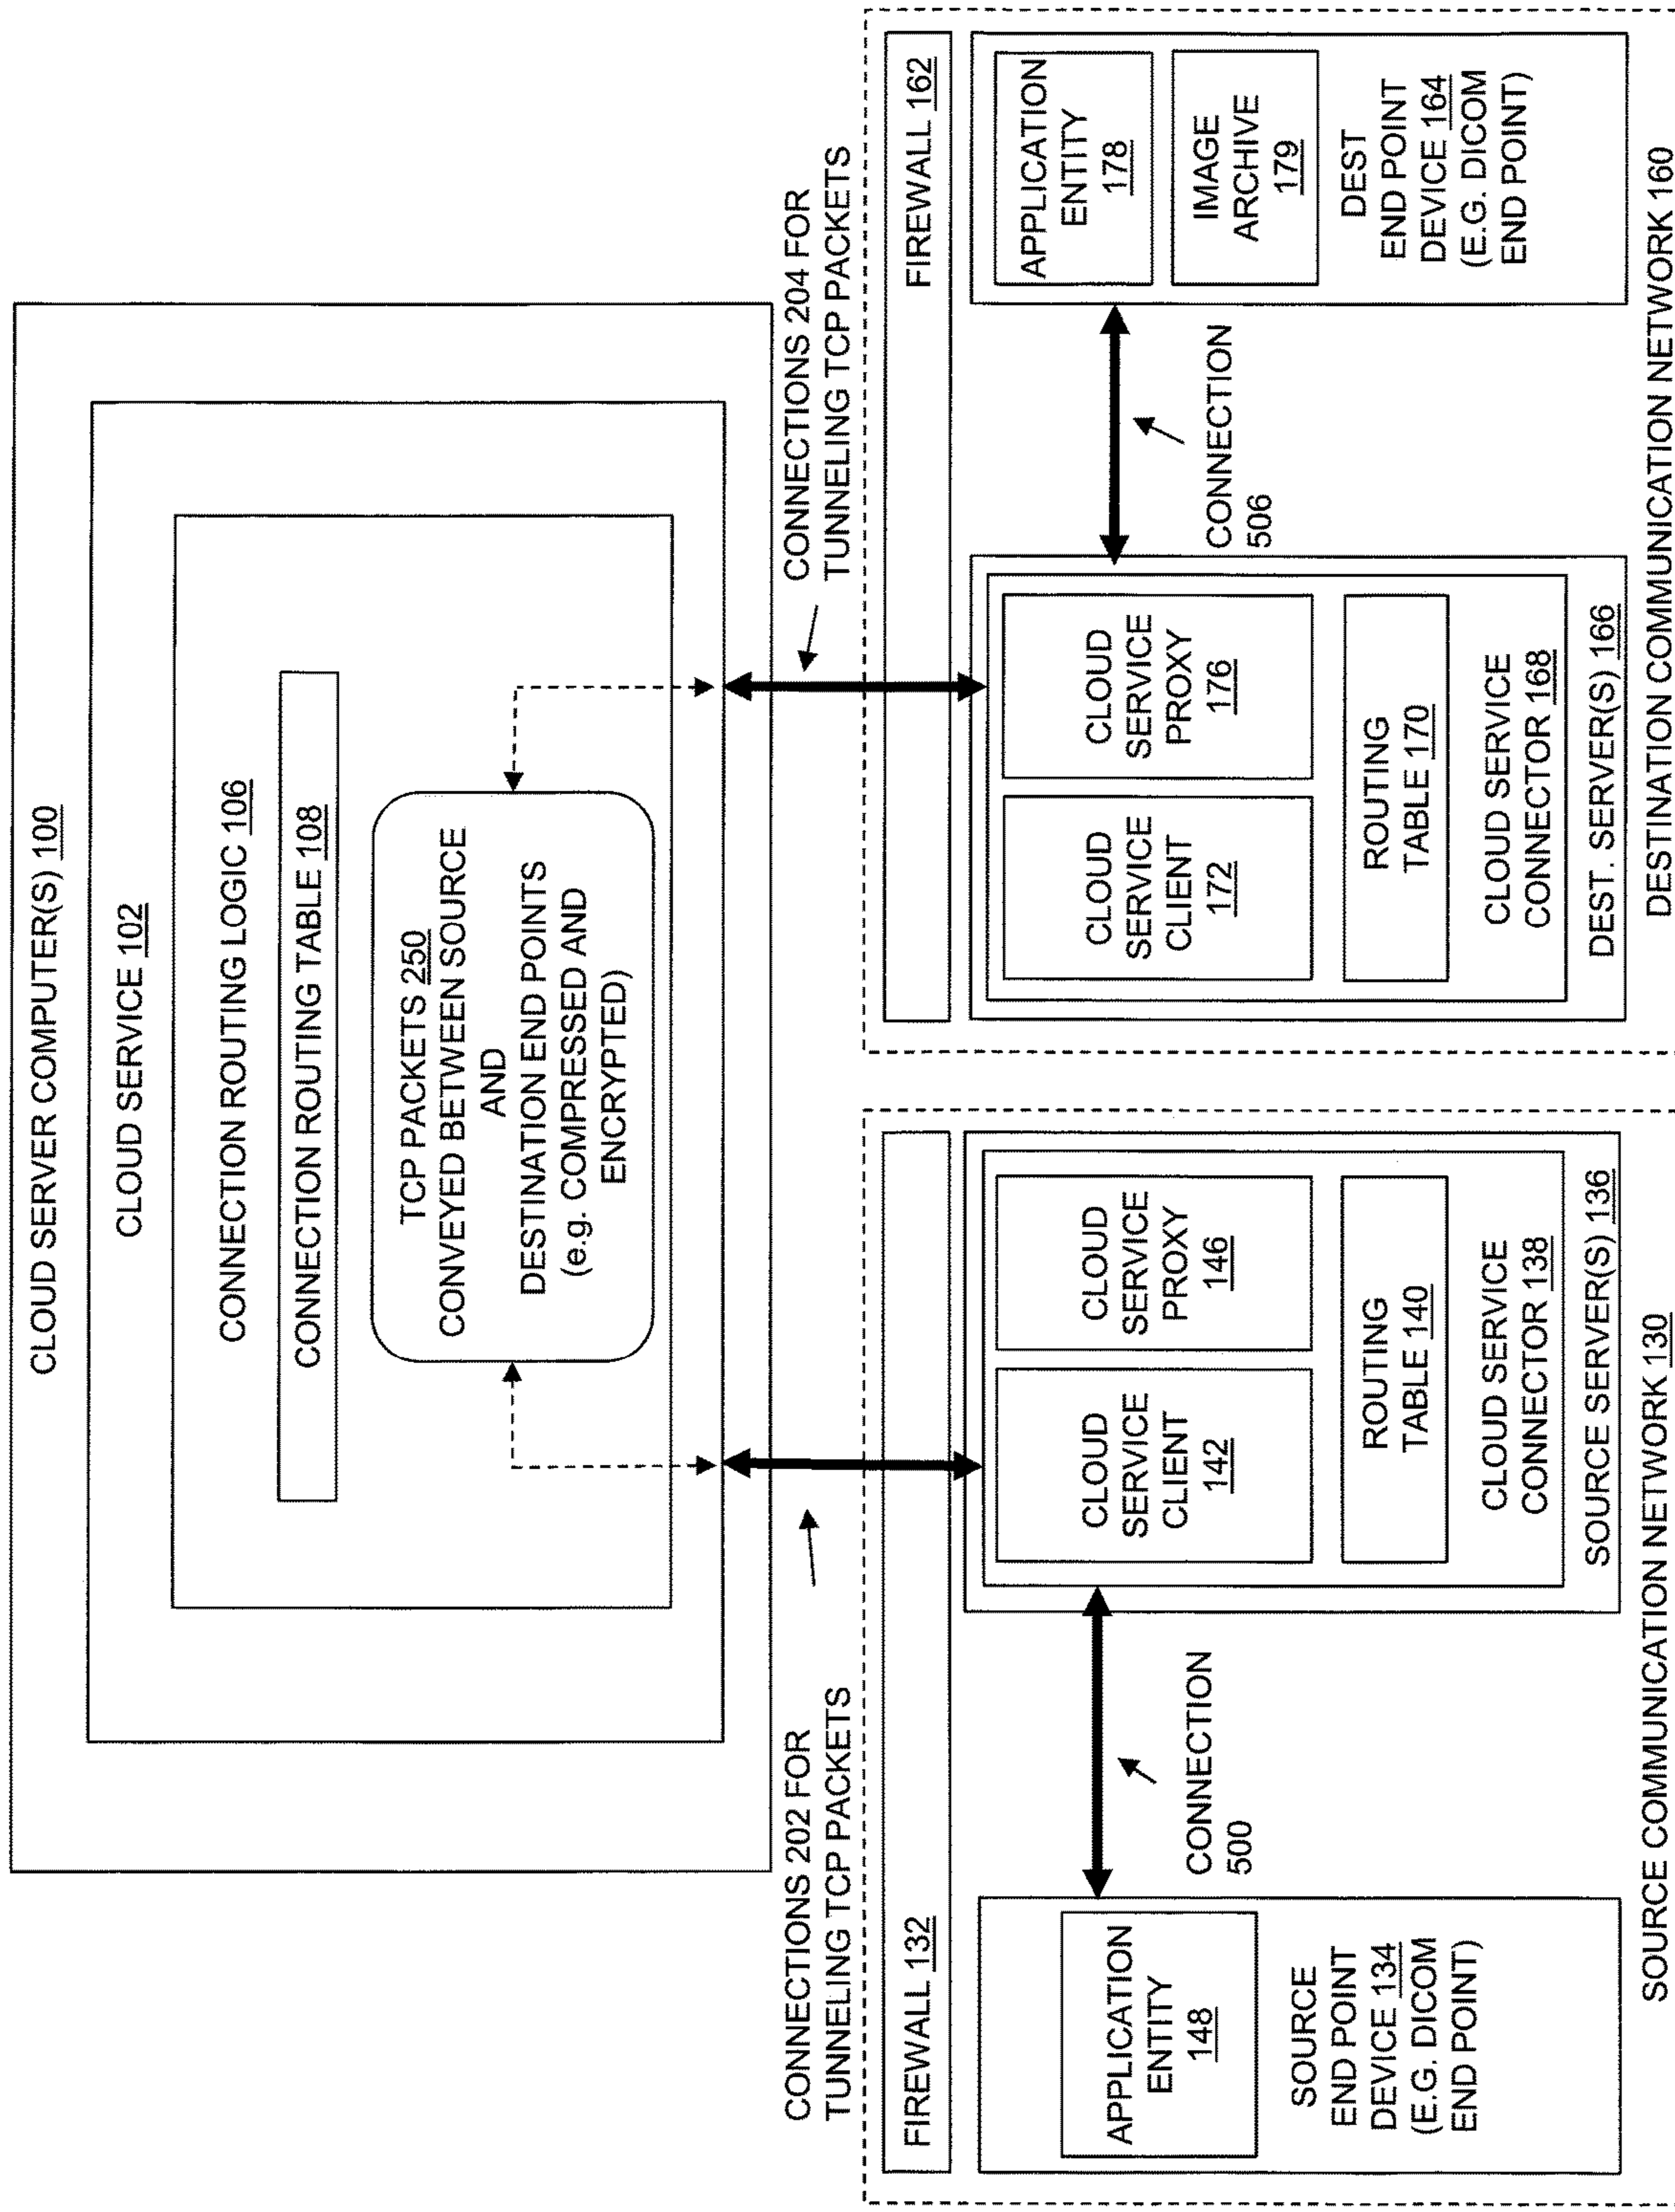 CLOUD SERVER COMPUTER(S) 100
CLOUD SERVICE 102
CONNECTION ROUTING LOGIC 106
CONNECTION ROUTING TABLE 108
TCP PACKETS 250
CONVEYED BETWEEN SOURCE
AND
DESTINATION END POINTS
(e.g. COMPRESSED AND
ENCRYPTED)
CONNECTIONS 202 FOR
TUNNELING TCP PACKETS
CONNECTIONS 204 FOR
TUNNELING TCP PACKETS
FIREWALL 132
APPLICATION
ENTITY
148
SOURCE
END POINT
DEVICE 134
(E.G. DICOM
END POINT)
CONNECTION
500
CLOUD
SERVICE
CLIENT
142
CLOUD
SERVICE
PROXY
146
ROUTING
TABLE 140
CLOUD SERVICE
CONNECTOR 138
SOURCE SERVER(S) 136
SOURCE COMMUNICATION NETWORK 130
FIREWALL 162
CLOUD
SERVICE
CLIENT
172
CLOUD
SERVICE
PROXY
176
ROUTING
TABLE 170
CLOUD SERVICE
CONNECTOR 168
DEST. SERVER(S) 166
CONNECTION
506
APPLICATION
ENTITY
178
IMAGE
ARCHIVE
179
DEST
END POINT
DEVICE 164
(E.G. DICOM
END POINT)
DESTINATION COMMUNICATION NETWORK 160